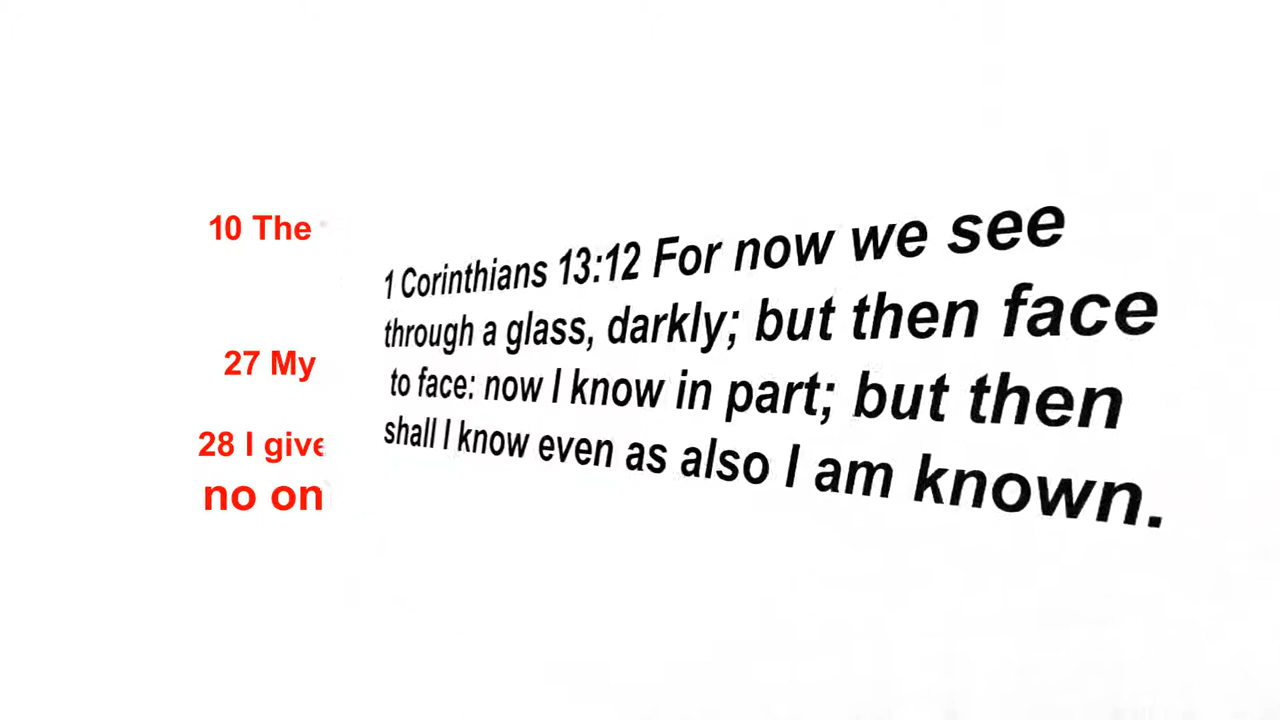 10 The
27 My
28 I give
no on
1 Corinthians 13:12 For now we see
through a glass, darkly; but then face
to face: now I know in part; but then
shall I know even as also I am known.